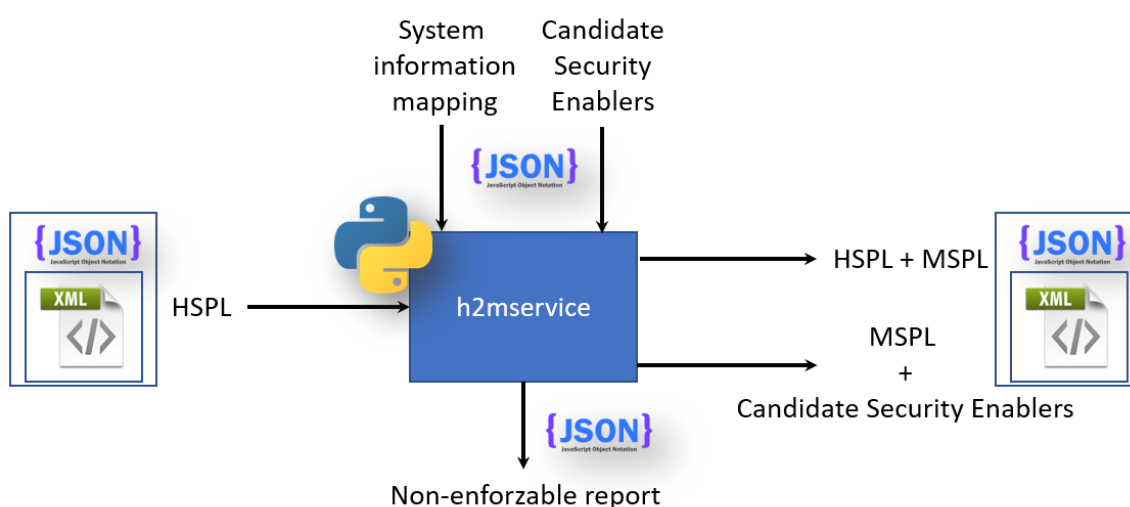 System
information
mapping
Candidate
Security
Enablers
{JSON}
JavaScript Object Notation
{JSON}
JavaScript Object Notation
XML
</>
HSPL
h2mservice
HSPL + MSPL
{JSON}
JavaScript Object Notation
XML
</>
MSPL
+
Candidate Security Enablers
{JSON}
JavaScript Object Notation
Non-enforzable report